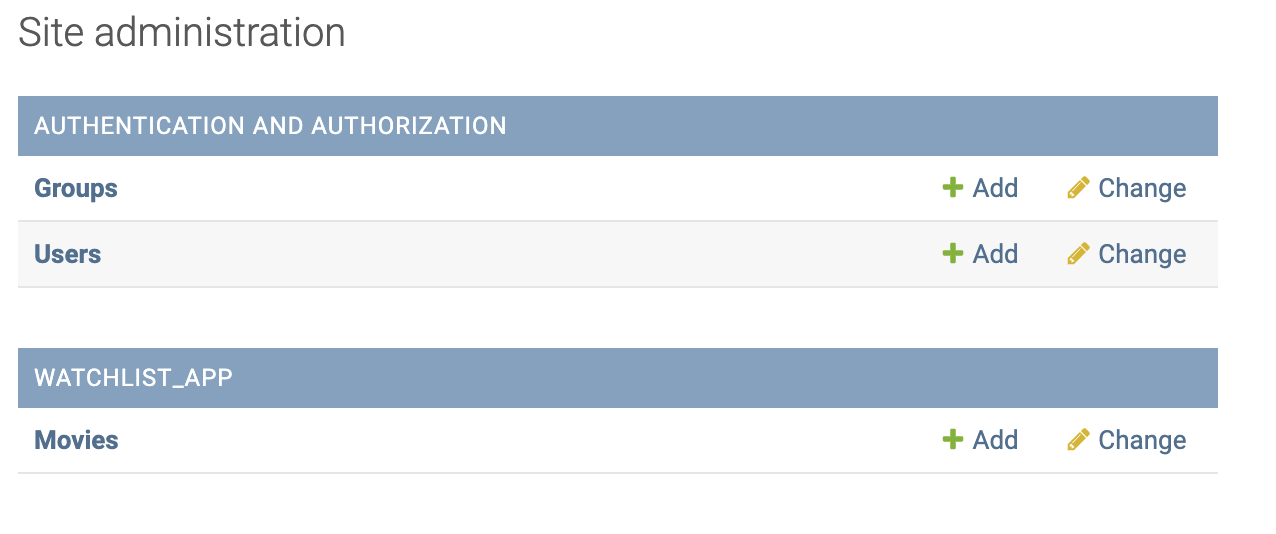 Site administration
AUTHENTICATION AND AUTHORIZATION
Groups Add Change
Users Add Change
WATCHLIST_APP
Movies Add Change